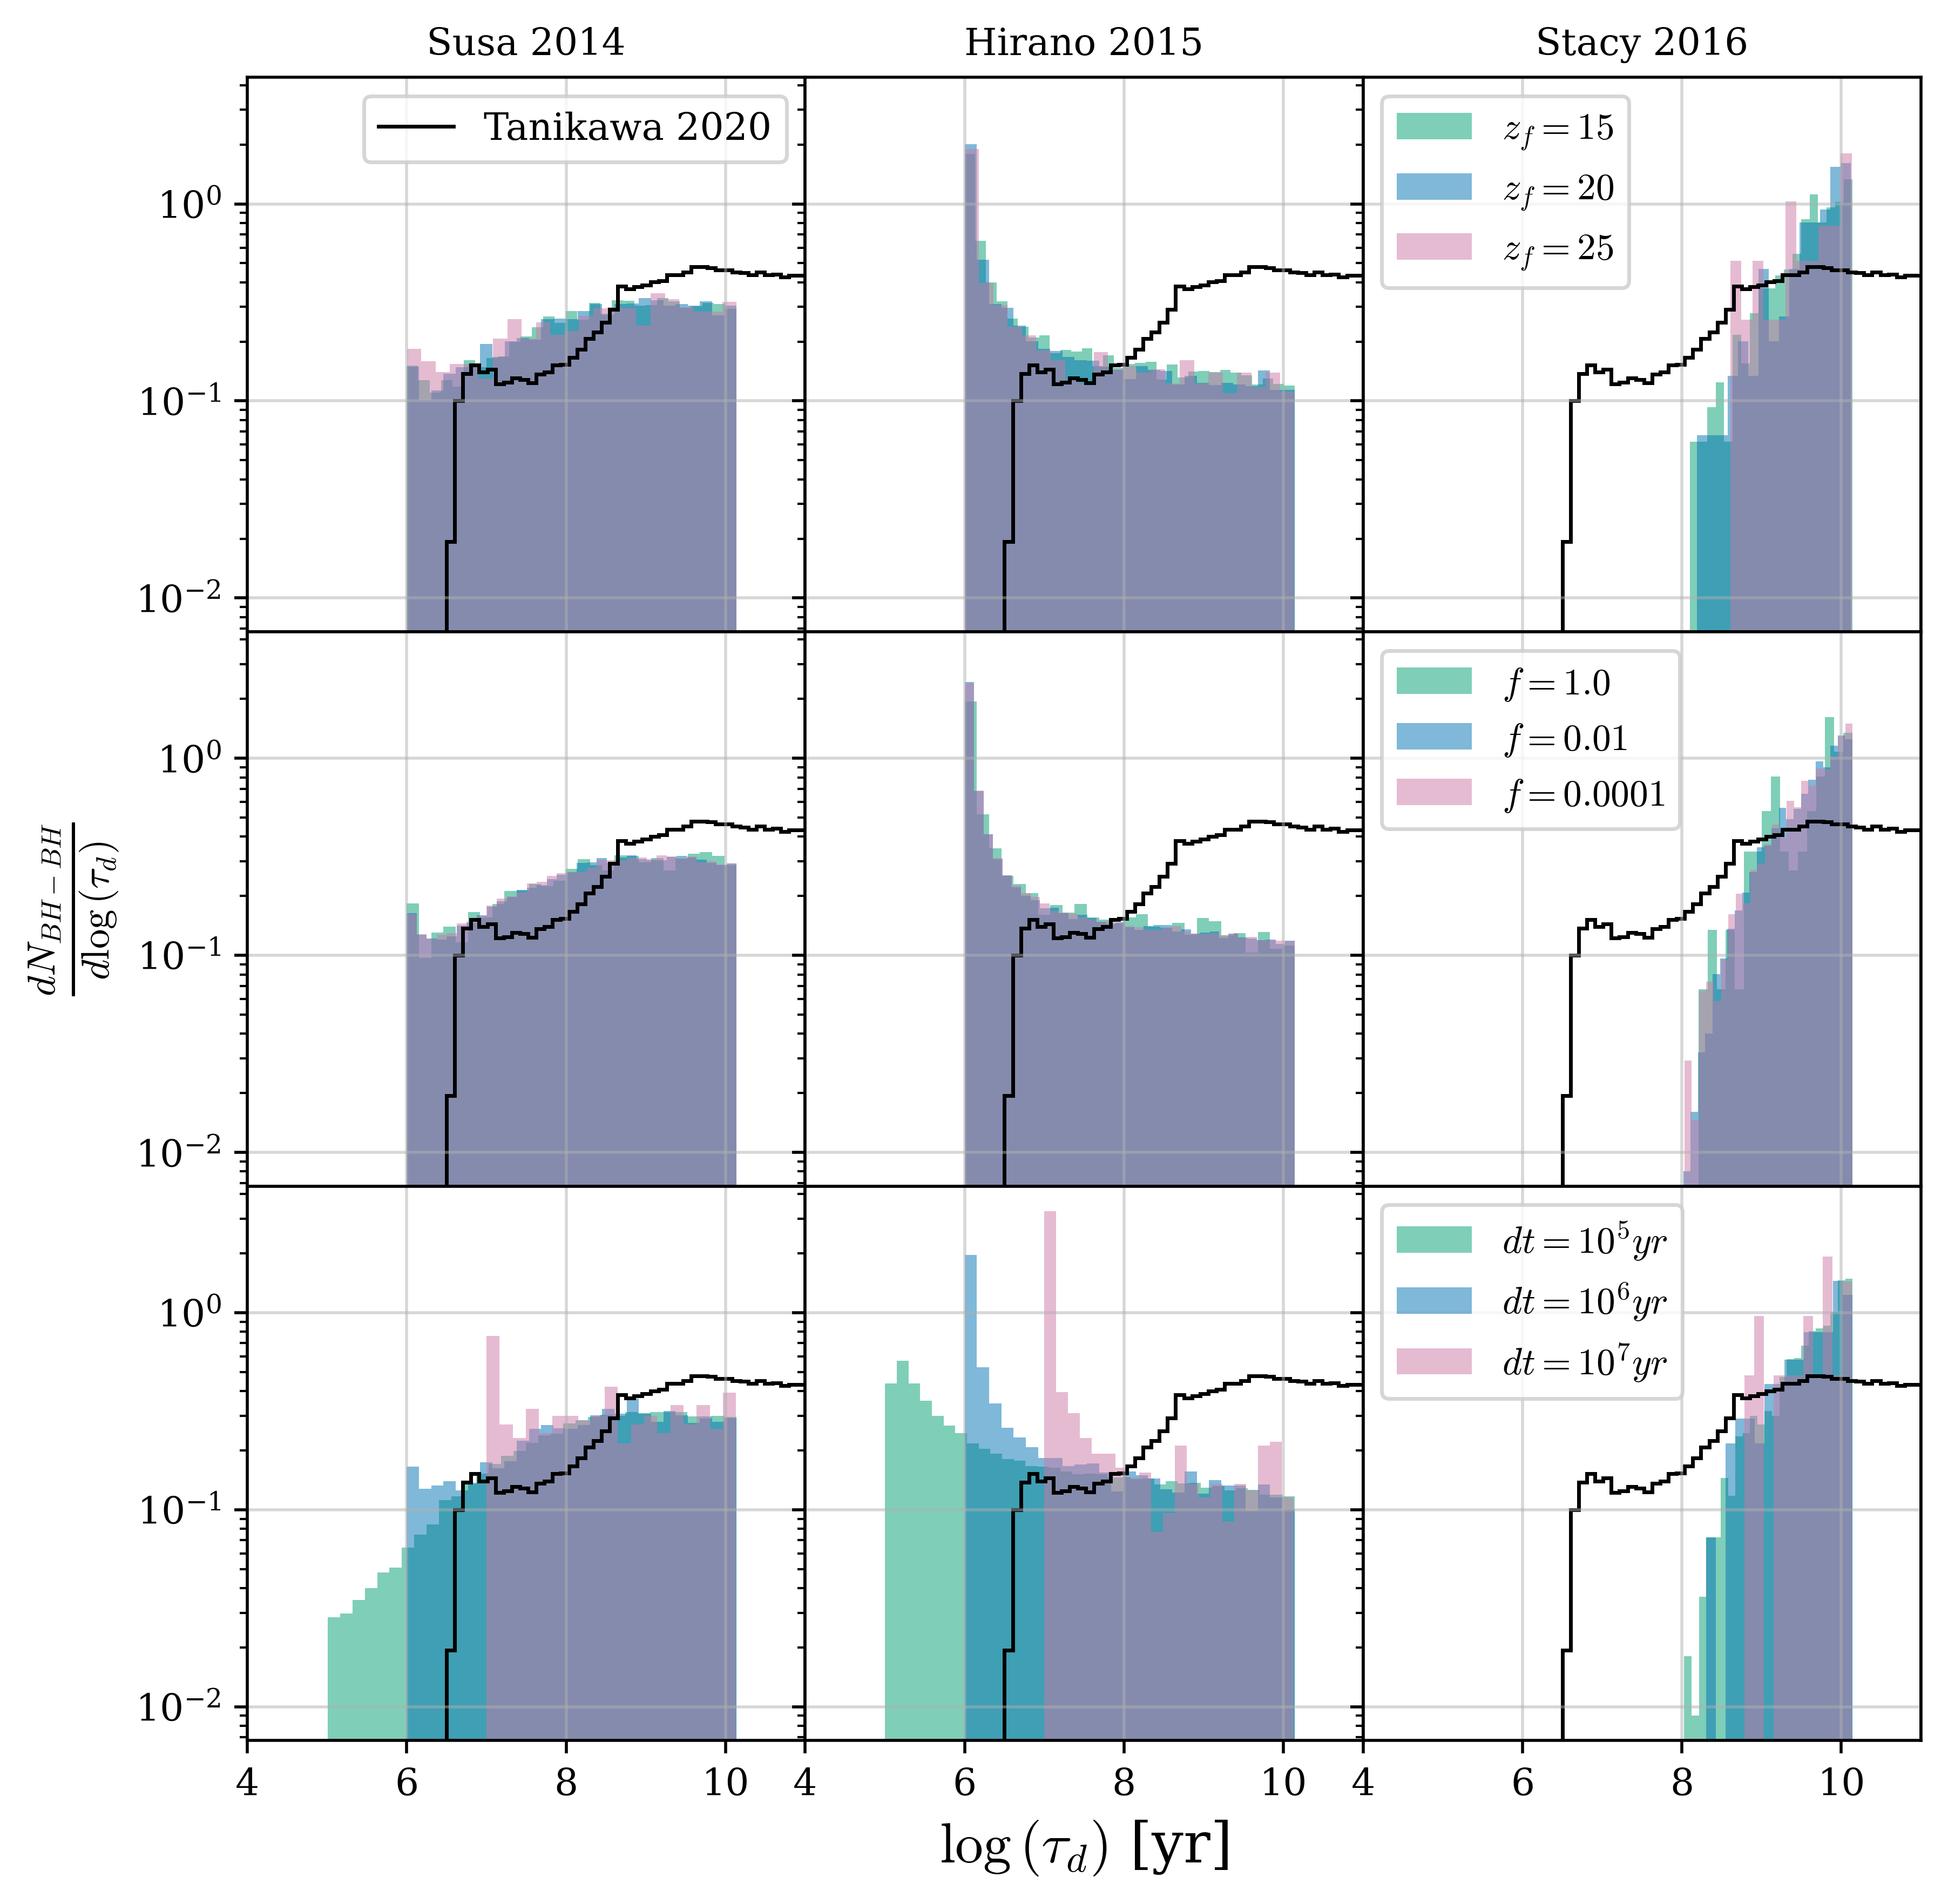 Susa 2014 Hirano 2015 Stacy 2016
Tanikawa 2020
z_f = 15
z_f = 20
z_f = 25
10^0
10^{-1}
10^{-2}
f = 1.0
f = 0.01
f = 0.0001
10^0
10^{-1}
10^{-2}
dN_{BH-BH}
dlog(τ_d)
dt = 10^5 yr
dt = 10^6 yr
dt = 10^7 yr
10^0
10^{-1}
10^{-2}
4 6 8 10 4 6 8 10 4 6 8 10
log(τ_d) [yr]